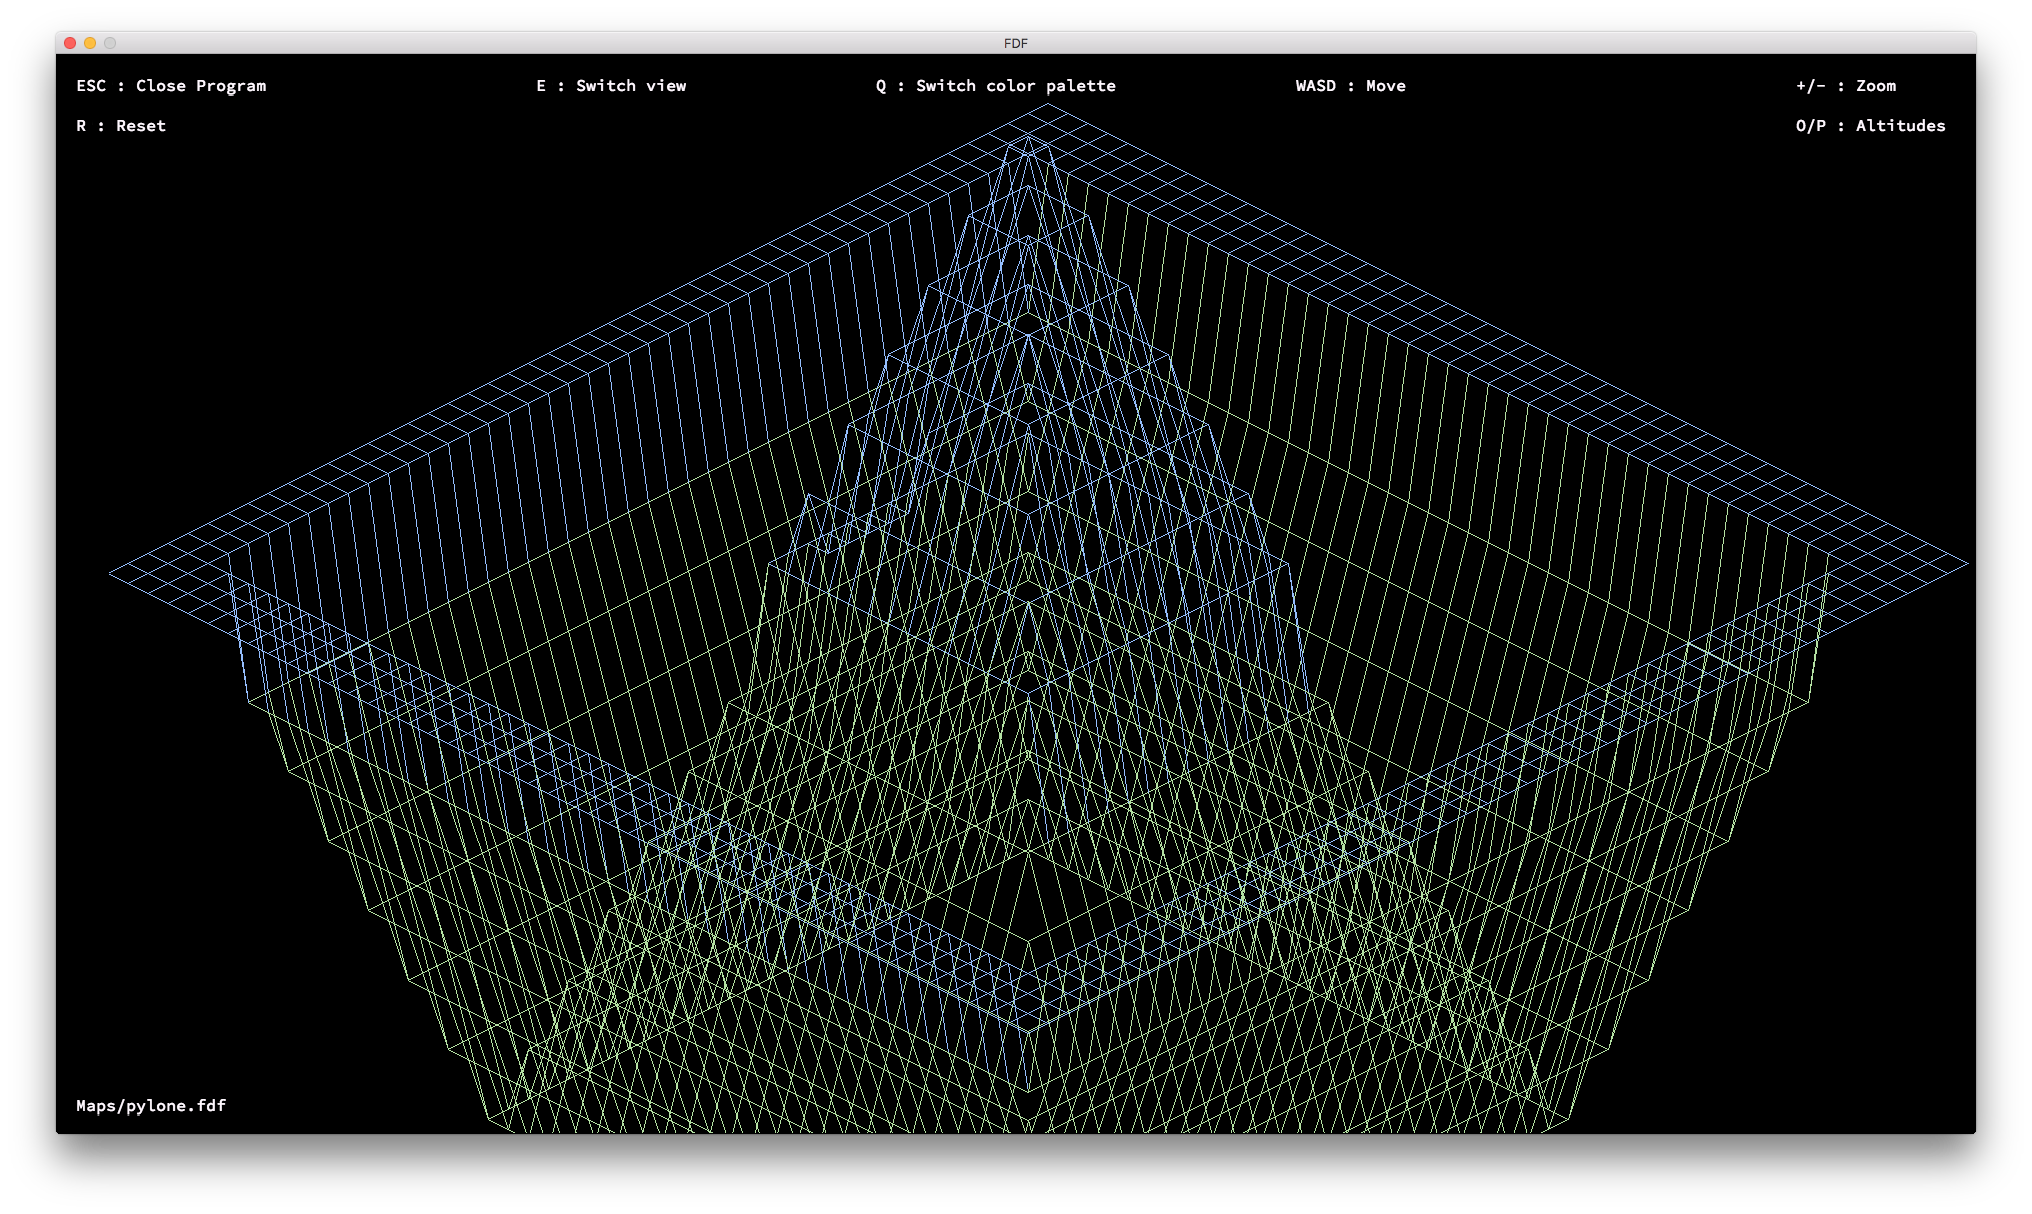 FDF
ESC : Close Program
E : Switch view
Q : Switch color palette
WASD : Move
+/- : Zoom
R : Reset
O/P : Altitudes
Maps/pylone.fdf